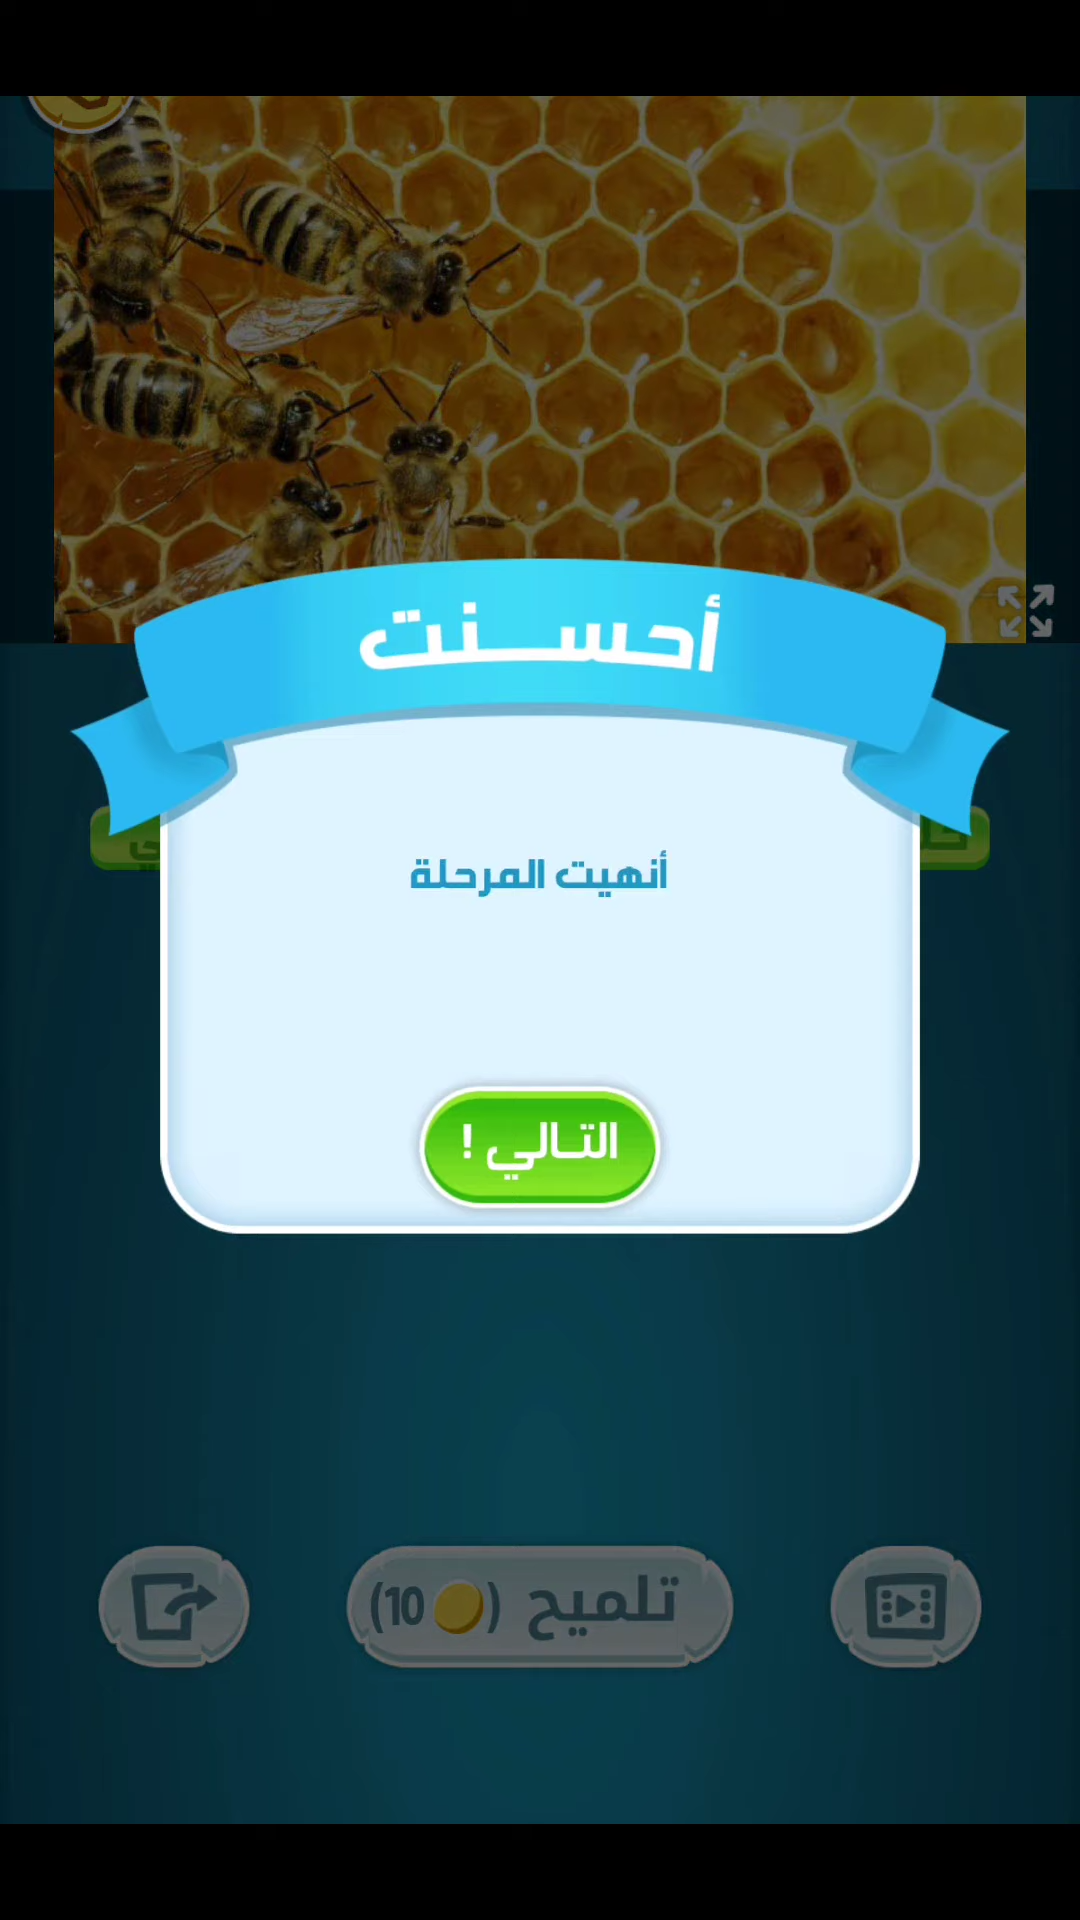 أحسنت
أنهيت المرحلة
التالي !
تلميح (10)